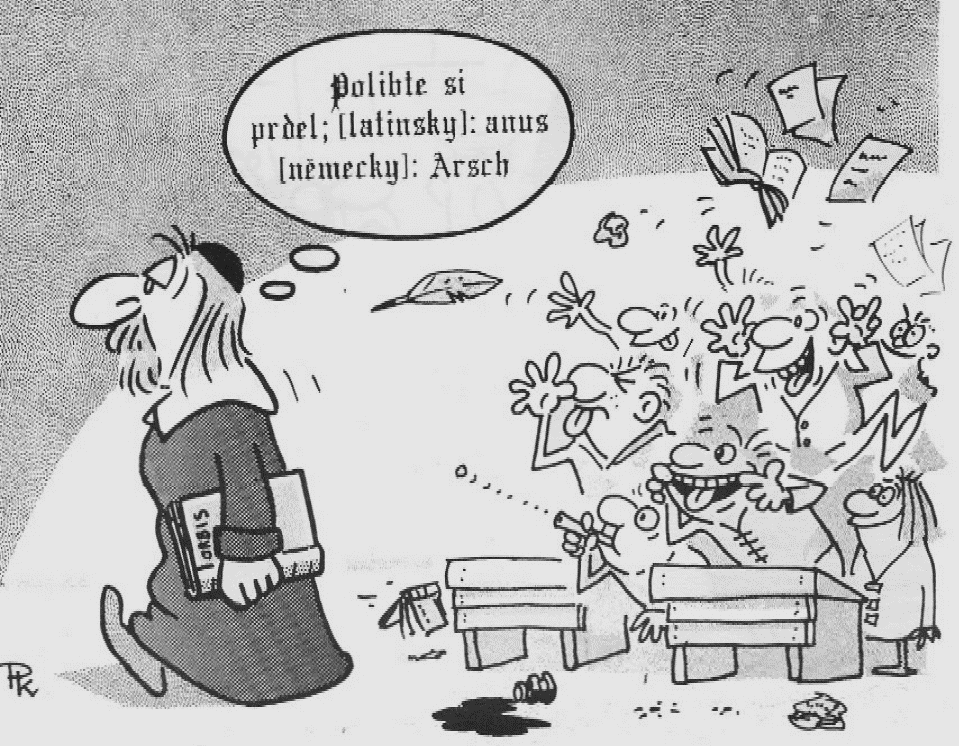 Polibte si
prdel; [latinsky]: anus
[německy]: Arsch
ORBIS